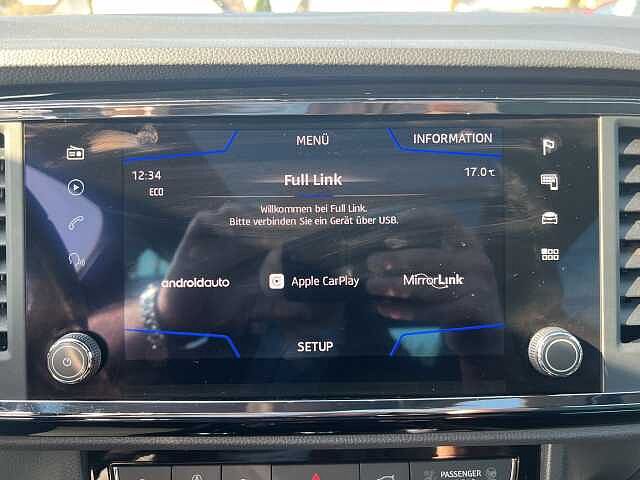 MENÜ
INFORMATION
12:34
ECO
Full Link
17.0°C
Willkommen bei Full Link.
Bitte verbinden Sie ein Gerät über USB.
androidauto
Apple CarPlay
MirrorLink
SETUP
PASSENGER